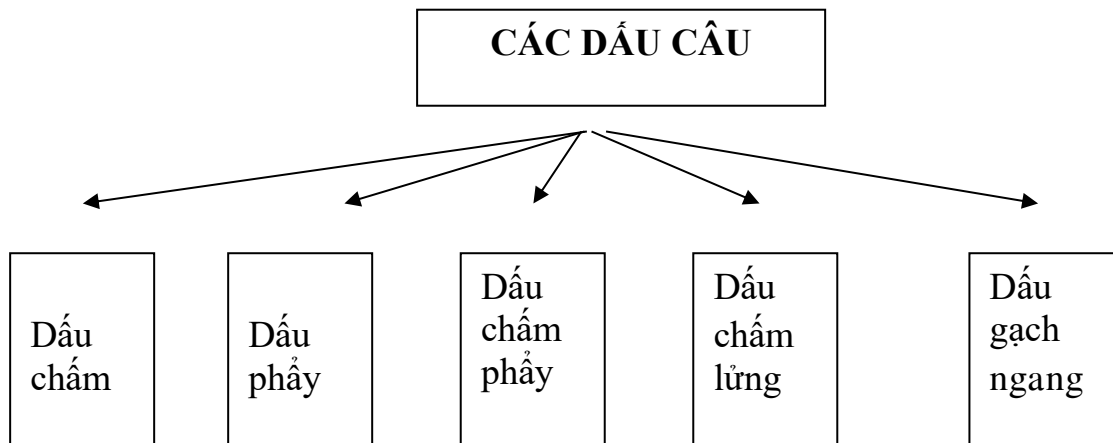 CÁC DẤU CÂU
Dấu
chấm
Dấu
phẩy
Dấu
chấm
phẩy
Dấu
chấm
lửng
Dấu
gạch
ngang